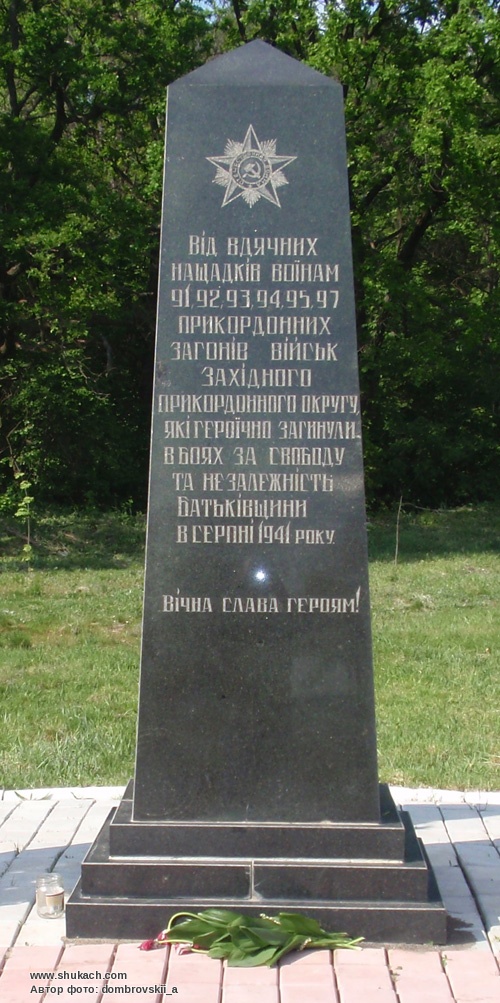 Від вдячних
нащадків воїнам
91, 92, 93, 94, 95, 97
прикордонних
загонів військ
Західного
прикордонного округу,
які героїчно загинули
в боях за свободу
та незалежність
Батьківщини
в серпні 1941 року.
Вічна слава героям!
www.shukach.com
Автор фото: dombrovskij_a